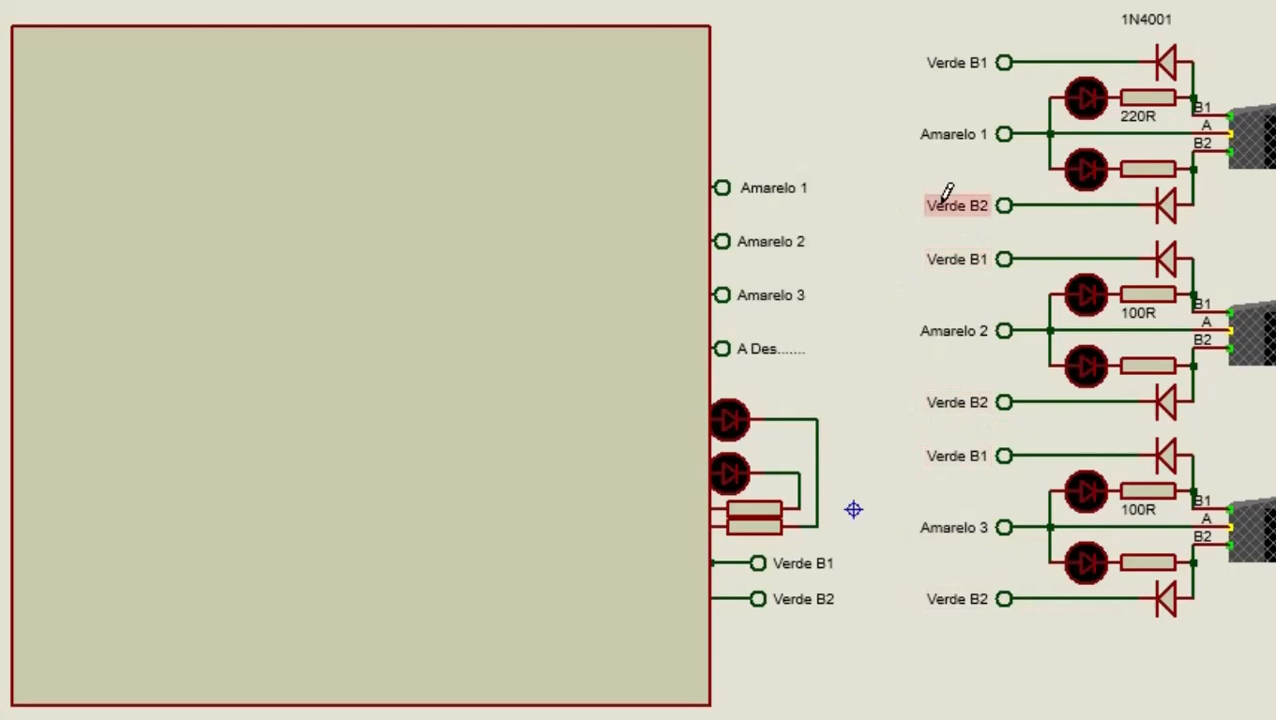 1N4001
Verde B1
B1
220R
A
Amarelo 1
B2
Amarelo 1
Verde B2
Amarelo 2
Verde B1
Amarelo 3
B1
100R
A
Amarelo 2
B2
A Des.......
Verde B2
Verde B1
B1
100R
A
Amarelo 3
B2
Verde B1
Verde B2
Verde B2